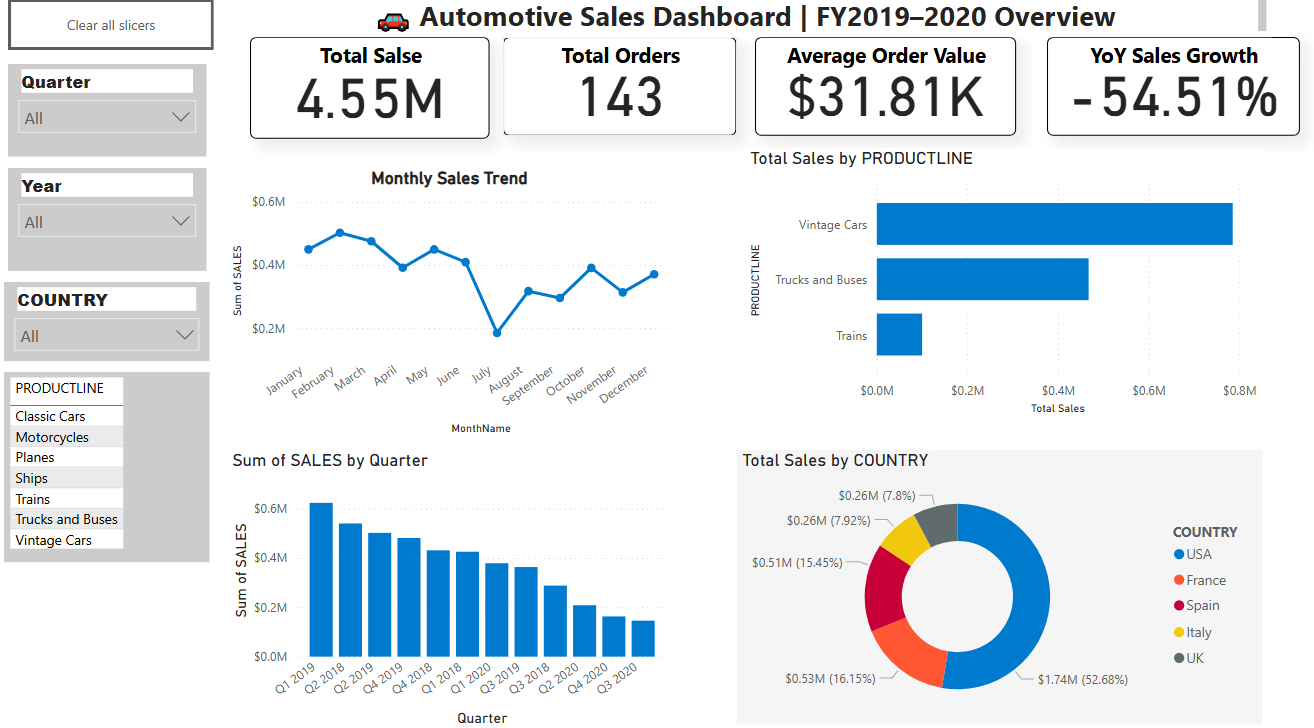 Clear all slicers
🚗 Automotive Sales Dashboard | FY2019–2020 Overview
Total Salse
4.55M
Total Orders
143
Average Order Value
$31.81K
YoY Sales Growth
-54.51%
Quarter
All
Year
All
COUNTRY
All
PRODUCTLINE
Classic Cars
Motorcycles
Planes
Ships
Trains
Trucks and Buses
Vintage Cars
Monthly Sales Trend
Sum of SALES
$0.6M
$0.4M
$0.2M
January
February
March
April
May
June
July
August
September
October
November
December
MonthName
Total Sales by PRODUCTLINE
PRODUCTLINE
Vintage Cars
Trucks and Buses
Trains
$0.0M
$0.2M
$0.4M
$0.6M
$0.8M
Total Sales
Sum of SALES by Quarter
Sum of SALES
$0.6M
$0.4M
$0.2M
$0.0M
Q1 2019
Q2 2018
Q2 2019
Q4 2019
Q4 2018
Q1 2018
Q1 2020
Q3 2019
Q3 2018
Q2 2020
Q4 2020
Q3 2020
Quarter
Total Sales by COUNTRY
$0.26M (7.8%)
$0.26M (7.92%)
$0.51M (15.45%)
$0.53M (16.15%)
$1.74M (52.68%)
COUNTRY
USA
France
Spain
Italy
UK